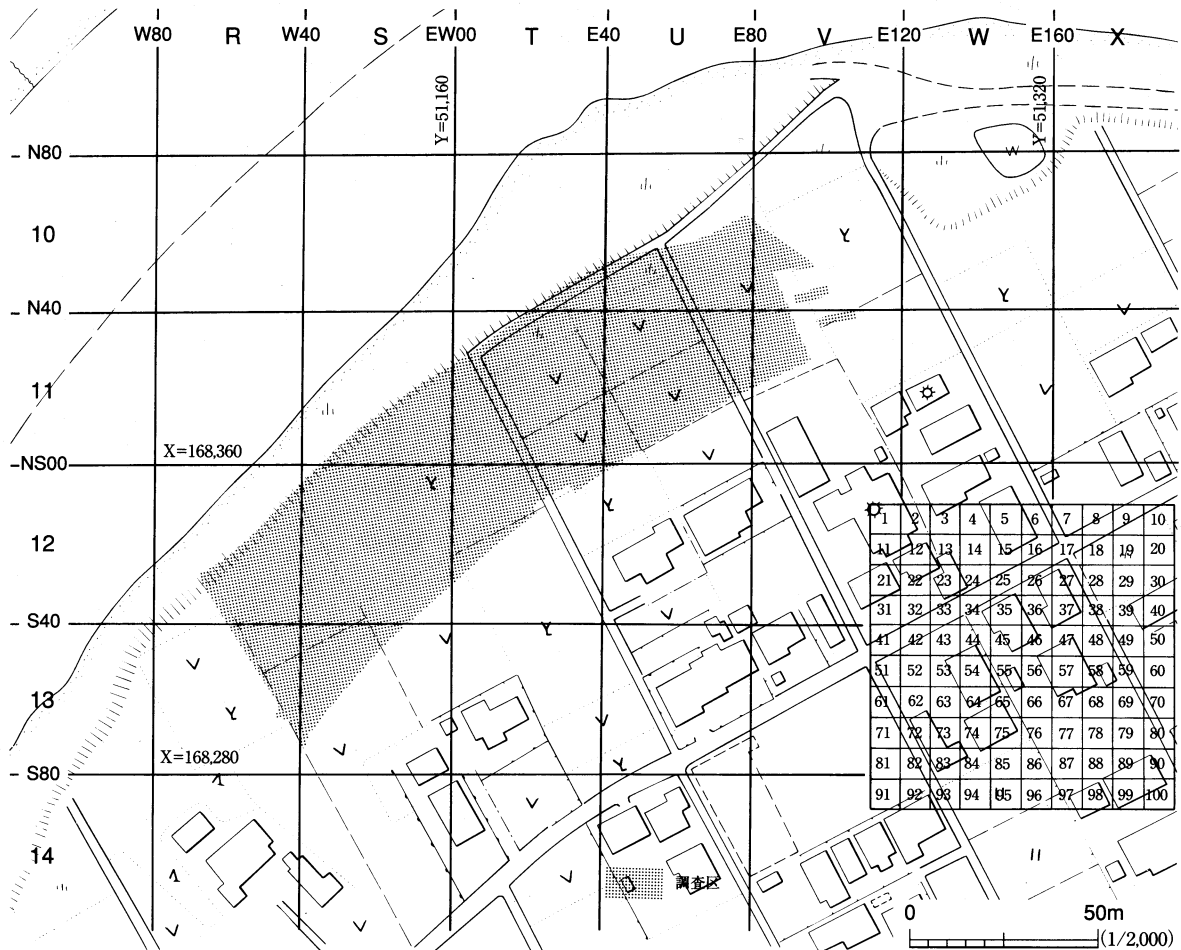 W80 R W40 S EW00 T E40 U E80 V E120 W E160 X
Y=51,160
Y=51,320
N80
10
N40
11
X=168,360
NS00
12
S40
13
X=168,280
S80
14
1 2 3 4 5 6 7 8 9 10
11 12 13 14 15 16 17 18 19 20
21 22 23 24 25 26 27 28 29 30
31 32 33 34 35 36 37 38 39 40
41 42 43 44 45 46 47 48 49 50
51 52 53 54 55 56 57 58 59 60
61 62 63 64 65 66 67 68 69 70
71 72 73 74 75 76 77 78 79 80
81 82 83 84 85 86 87 88 89 90
91 92 93 94 95 96 97 98 99 100
調査区
0 50m
(1/2,000)